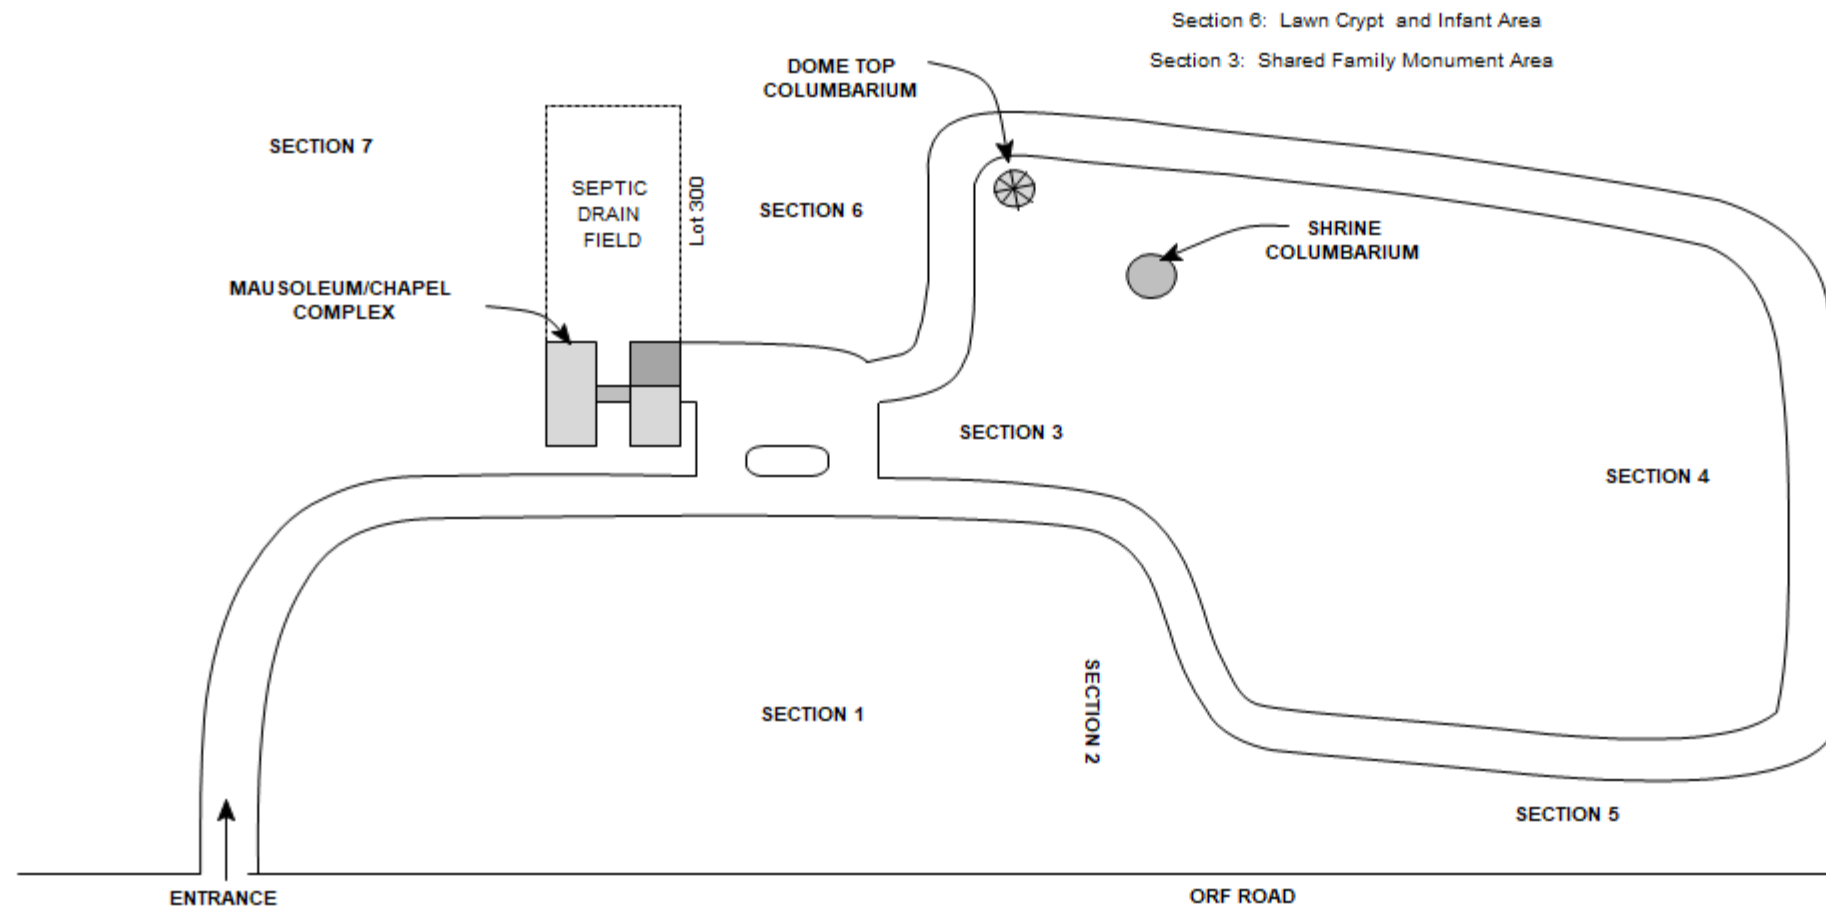 Section 6:  Lawn Crypt  and Infant Area
Section 3:  Shared Family Monument Area
DOME TOP
COLUMBARIUM
SECTION 7
SEPTIC
DRAIN
FIELD
Lot 300
SECTION 6
SHRINE
COLUMBARIUM
MAUSOLEUM/CHAPEL
COMPLEX
SECTION 3
SECTION 4
SECTION 1
SECTION 2
SECTION 5
ENTRANCE
ORF ROAD